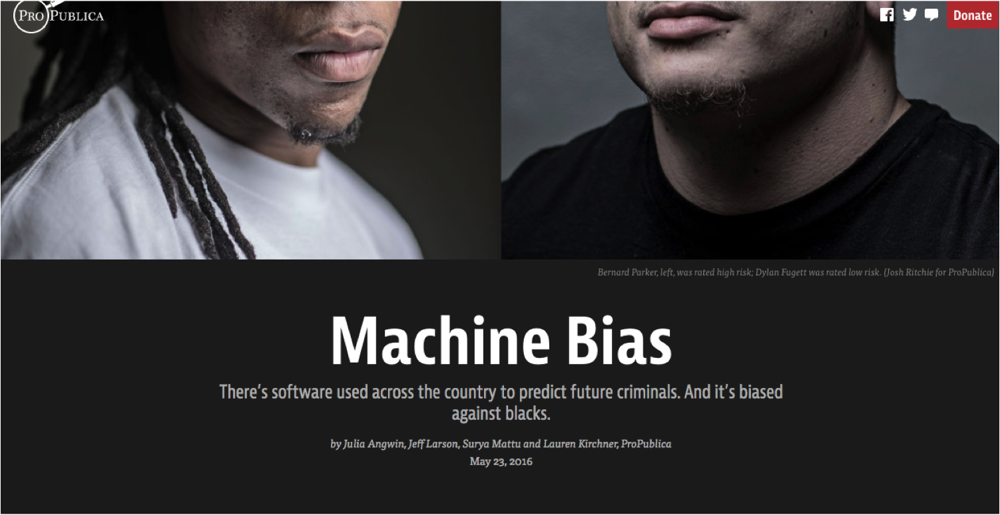 PROPUBLICA
Donate
Bernard Parker, left, was rated high risk; Dylan Fugett was rated low risk. (Josh Ritchie for ProPublica)
Machine Bias
There's software used across the country to predict future criminals. And it's biased
against blacks.
by Julia Angwin, Jeff Larson, Surya Mattu and Lauren Kirchner, ProPublica
May 23, 2016